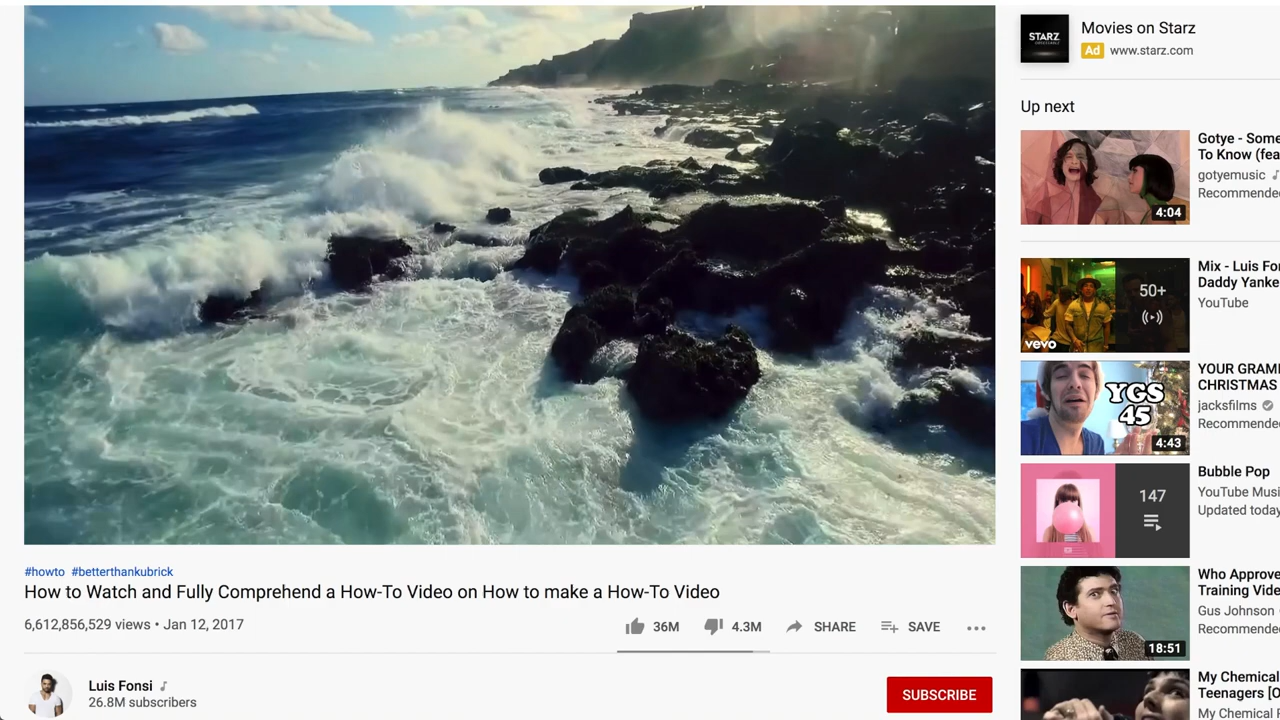 STARZ
Movies on Starz
Ad www.starz.com
Up next
Gotye - Some
To Know (fea
gotyemusic
Recommende
4:04
Mix - Luis Fo
Daddy Yanke
YouTube
50+
vevo
YOUR GRAM
CHRISTMAS
jacksfilms
Recommende
YGS
45
4:43
Bubble Pop
YouTube Musi
Updated today
147
Who Approve
Training Vide
Gus Johnson
Recommende
18:51
My Chemical
Teenagers [O
My Chemical
#howto #betterthankubrick
How to Watch and Fully Comprehend a How-To Video on How to make a How-To Video
6,612,856,529 views • Jan 12, 2017
36M 4.3M SHARE SAVE
Luis Fonsi
26.8M subscribers
SUBSCRIBE